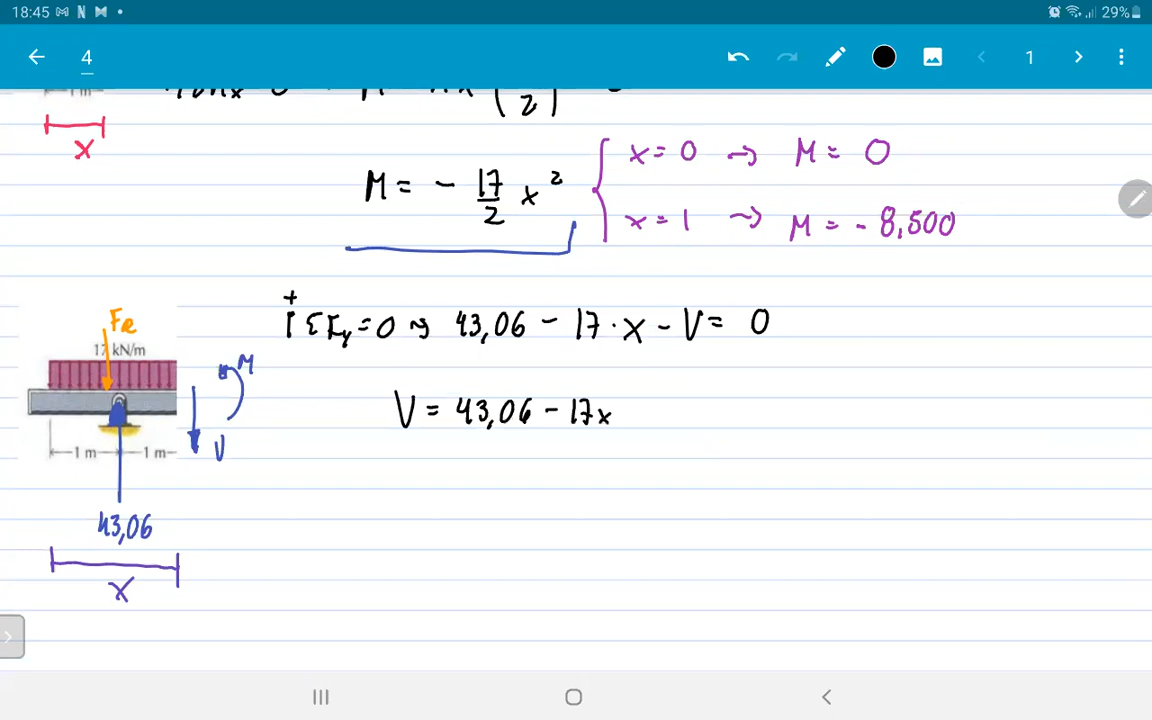 18:45
29%
4
1
x
2
M = - 17/2 x²
x = 0 → M = 0
x = 1 → M = - 8,500
+
↑ ΣFy = 0 → 43,06 - 17 · x - V = 0
Fe
17 kN/m
M
V = 43,06 - 17x
V
1 m 1 m
43,06
x